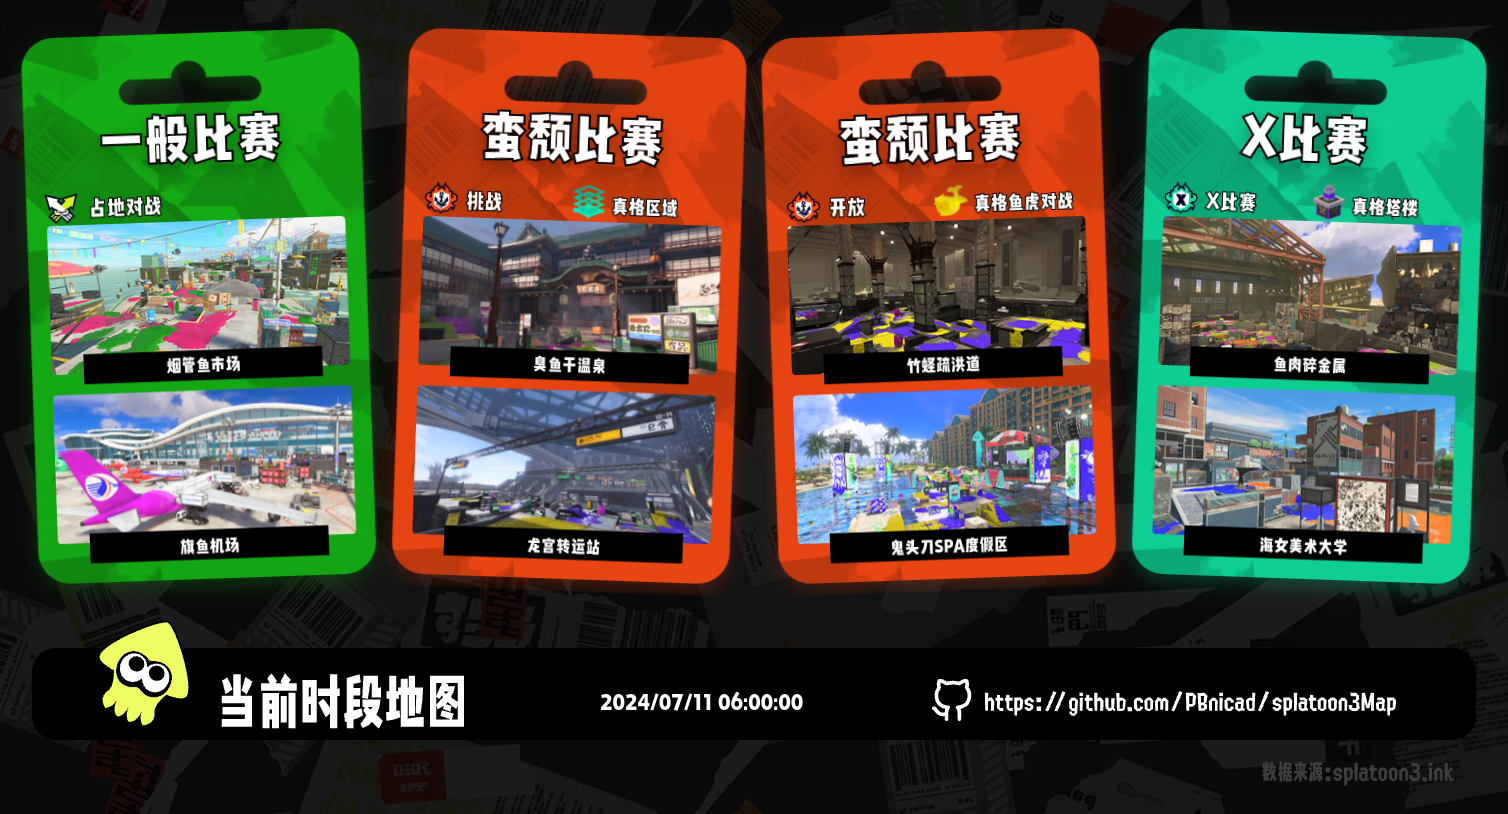 一般比赛
占地对战
烟管鱼市场
旗鱼机场
蛮颓比赛
挑战
真格区域
臭鱼干温泉
龙宫转运站
蛮颓比赛
开放
真格鱼虎对战
竹蛏疏洪道
鬼头刀SPA度假区
X比赛
X比赛
真格塔楼
鱼肉碎金属
海女美术大学
当前时段地图
2024/07/11 06:00:00
https://github.com/PBnicad/splatoon3Map
数据来源:splatoon3.ink